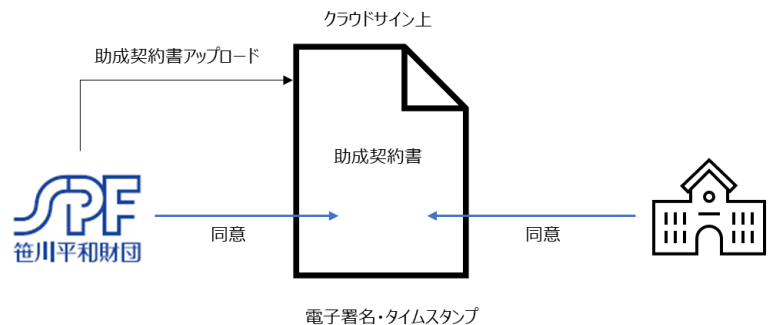 クラウドサイン上
助成契約書アップロード
助成契約書
SPF
笹川平和財団
同意
同意
電子署名・タイムスタンプ